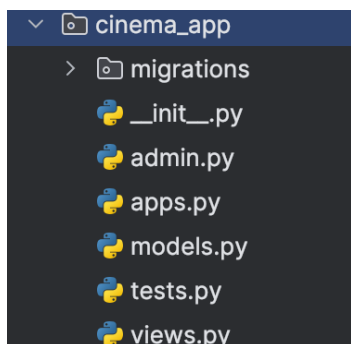 cinema_app
migrations
__init__.py
admin.py
apps.py
models.py
tests.py
views.py